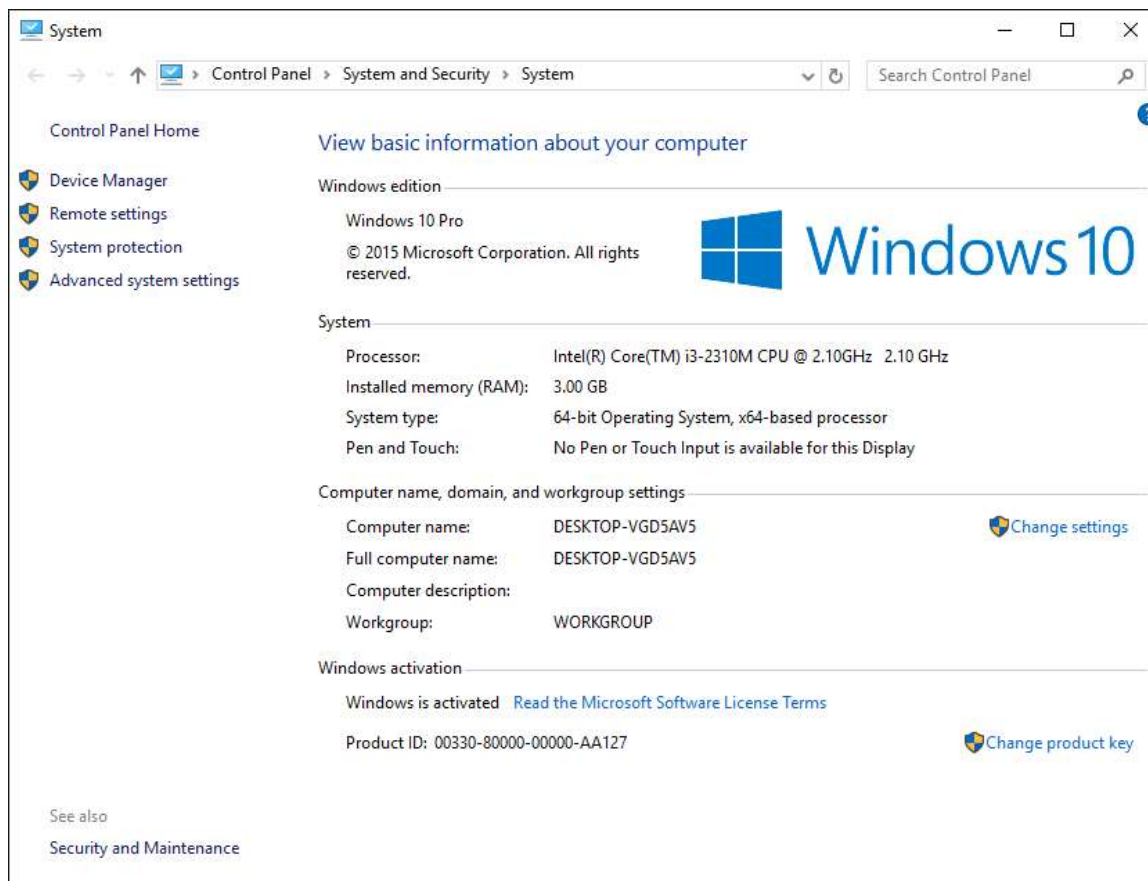 System
Control Panel > System and Security > System
Search Control Panel
Control Panel Home
Device Manager
Remote settings
System protection
Advanced system settings
View basic information about your computer
Windows edition
Windows 10 Pro
© 2015 Microsoft Corporation. All rights
reserved.
Windows 10
System
Processor: Intel(R) Core(TM) i3-2310M CPU @ 2.10GHz 2.10 GHz
Installed memory (RAM): 3.00 GB
System type: 64-bit Operating System, x64-based processor
Pen and Touch: No Pen or Touch Input is available for this Display
Computer name, domain, and workgroup settings
Computer name: DESKTOP-VGD5AV5
Change settings
Full computer name: DESKTOP-VGD5AV5
Computer description:
Workgroup: WORKGROUP
Windows activation
Windows is activated Read the Microsoft Software License Terms
Product ID: 00330-80000-00000-AA127
Change product key
See also
Security and Maintenance